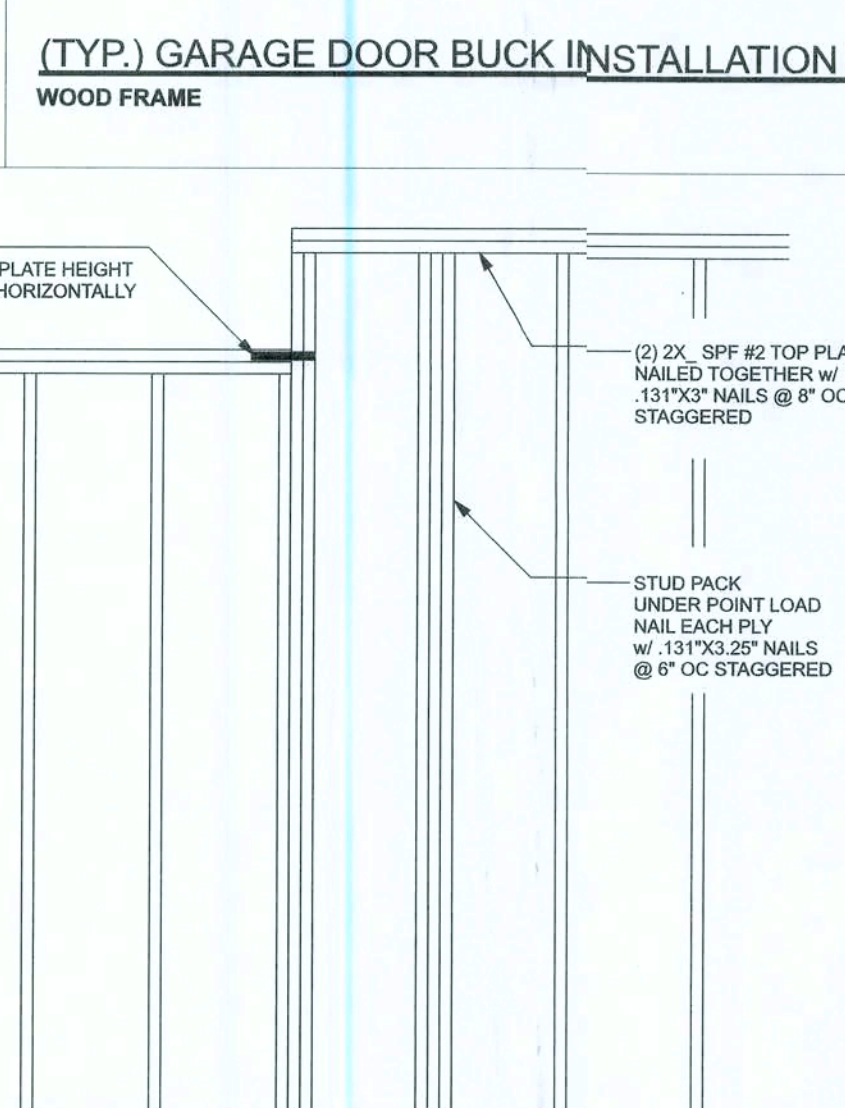 (TYP.) GARAGE DOOR BUCK INSTALLATION
WOOD FRAME
PLATE HEIGHT
HORIZONTALLY
(2) 2X_ SPF #2 TOP PLA
NAILED TOGETHER w/
.131"X3" NAILS @ 8" OC
STAGGERED
STUD PACK
UNDER POINT LOAD
NAIL EACH PLY
w/ .131"X3.25" NAILS
@ 6" OC STAGGERED